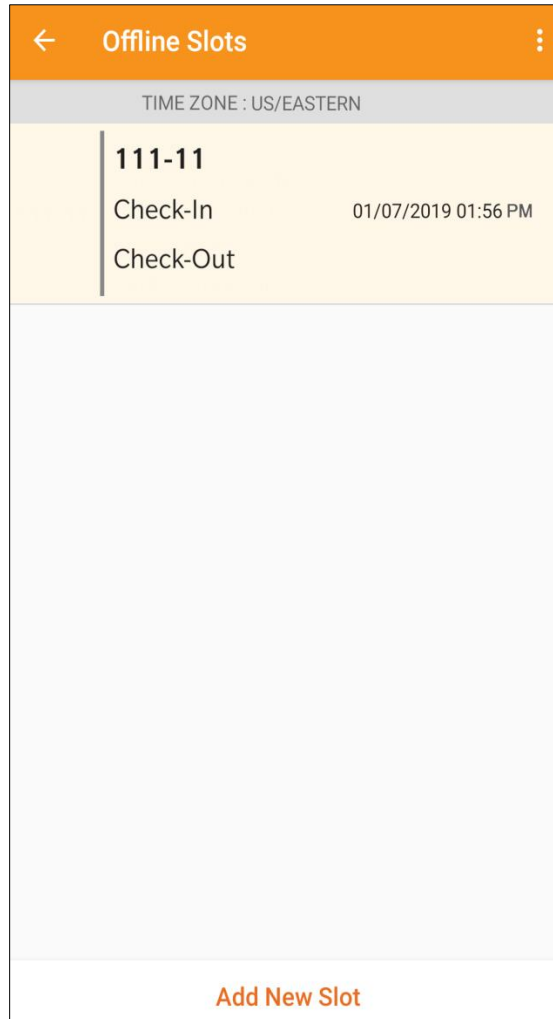 Offline Slots
TIME ZONE : US/EASTERN
111-11
Check-In 01/07/2019 01:56 PM
Check-Out
Add New Slot